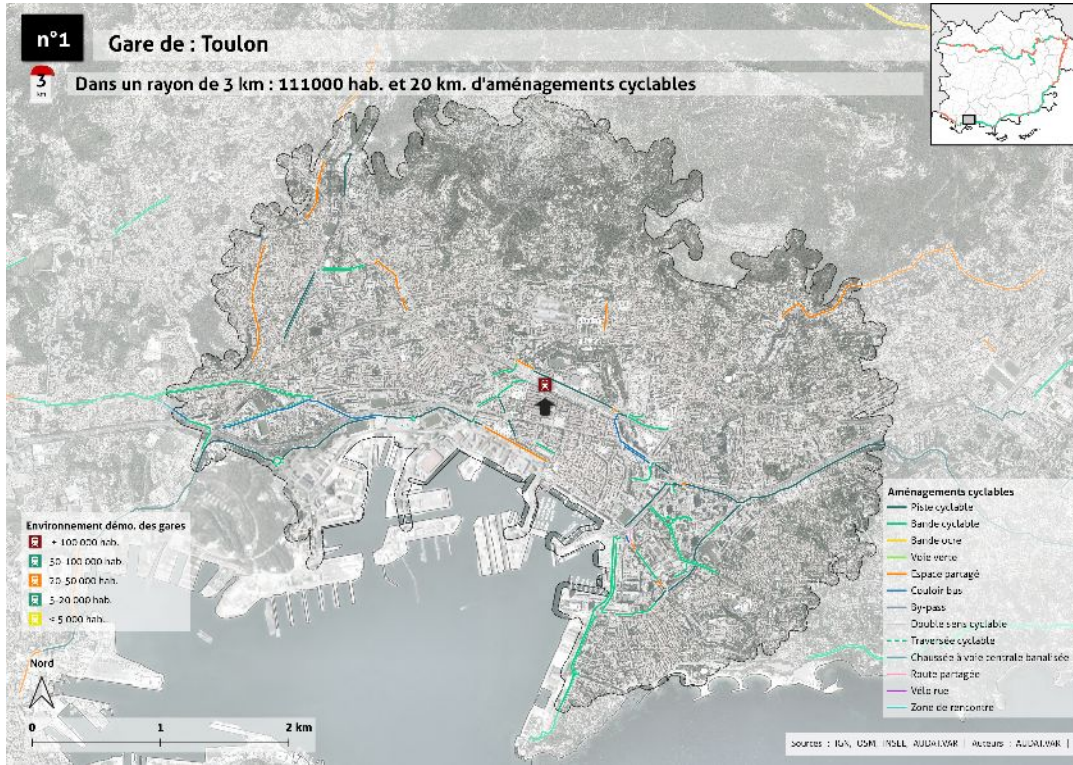 n°1
Gare de : Toulon
3
km
Dans un rayon de 3 km : 111000 hab. et 20 km. d'aménagements cyclables
Environnement démo. des gares
+ 100 000 hab.
50-100 000 hab.
20-50 000 hab.
5-20 000 hab.
< 5 000 hab.
Nord
0 1 2 km
Aménagements cyclables
Piste cyclable
Bande cyclable
Bande ocre
Voie verte
Espace partagé
Couloir bus
By-pass
Double sens cyclable
Traversée cyclable
Chaussée à voie centrale banalisée
Route partagée
Vélo rue
Zone de rencontre
Sources : IGN, OSM, INSEE, AUDAT.VAR | Auteurs : AUDAT.VAR |